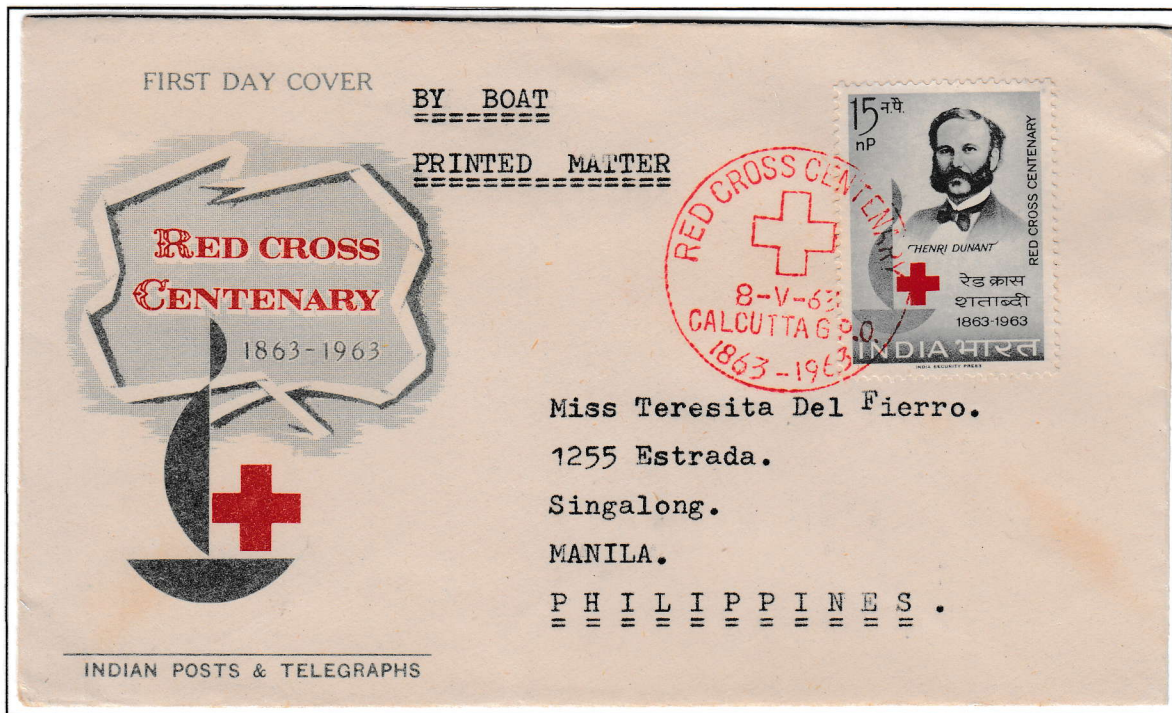 FIRST DAY COVER
BY BOAT
PRINTED MATTER
RED CROSS
CENTENARY
1863-1963
INDIAN POSTS & TELEGRAPHS
RED CROSS CENTENARY
8-V-63
CALCUTTA G.P.O.
1863-1963
15 न.पै.
nP
RED CROSS CENTENARY
HENRI DUNANT
रेड क्रास
शताब्दी
1863-1963
INDIA भारत
INDIA SECURITY PRESS
Miss Teresita Del Fierro.
1255 Estrada.
Singalong.
MANILA.
PHILIPPINES.